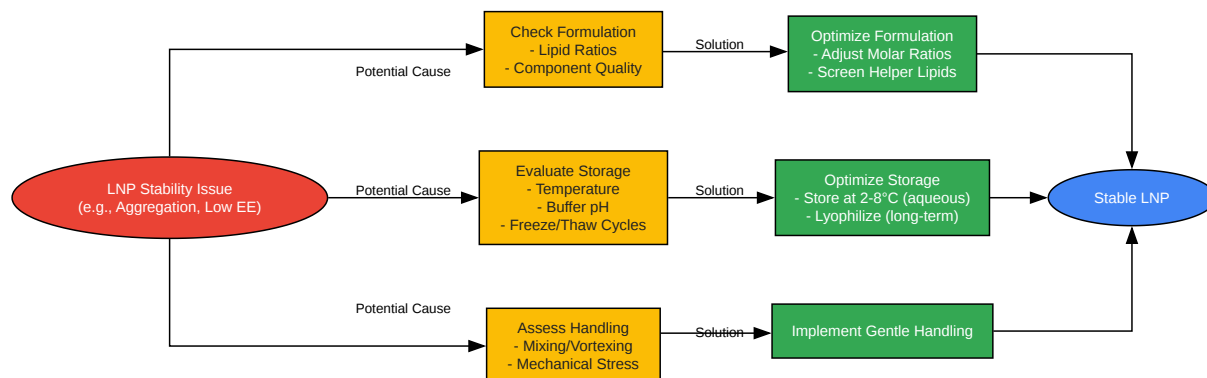 Check Formulation
- Lipid Ratios
- Component Quality
Solution
Optimize Formulation
- Adjust Molar Ratios
- Screen Helper Lipids
Potential Cause
LNP Stability Issue
(e.g., Aggregation, Low EE)
Potential Cause
Evaluate Storage
- Temperature
- Buffer pH
- Freeze/Thaw Cycles
Solution
Optimize Storage
- Store at 2-8°C (aqueous)
- Lyophilize (long-term)
Stable LNP
Potential Cause
Assess Handling
- Mixing/Vortexing
- Mechanical Stress
Solution
Implement Gentle Handling